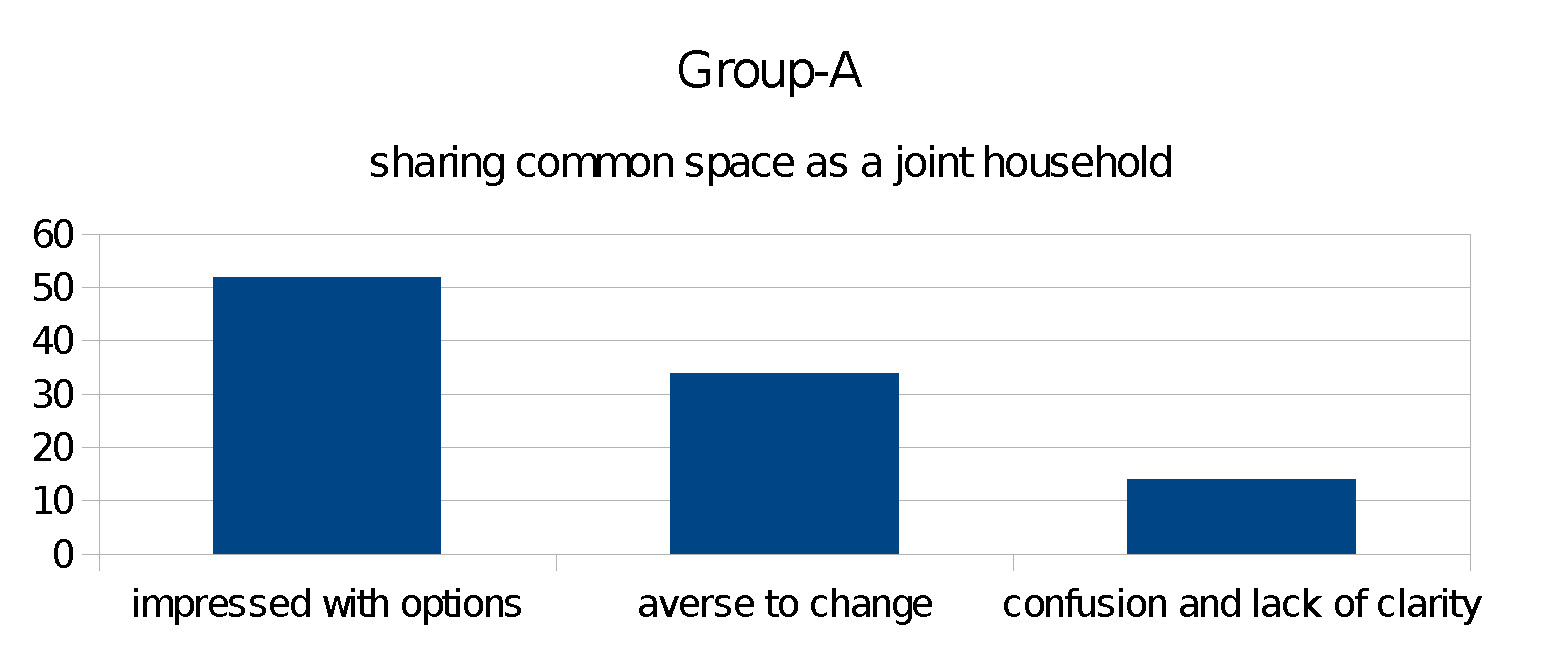 Group-A
sharing common space as a joint household
60
50
40
30
20
10
0
impressed with options averse to change confusion and lack of clarity